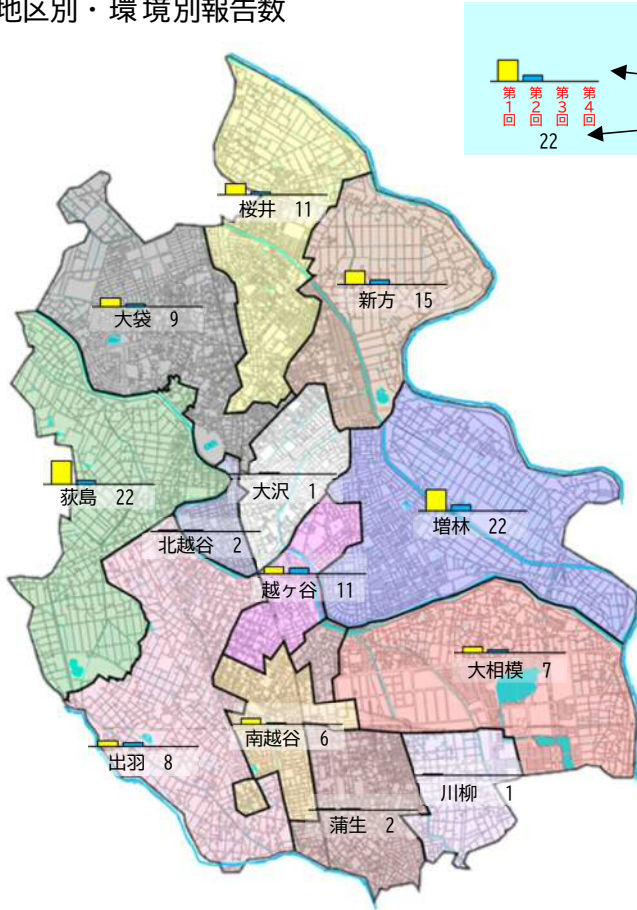 地区別・環境別報告数
第1回 第2回 第3回 第4回
22
桜井 11
新方 15
大袋 9
荻島 22
大沢 1
増林 22
北越谷 2
越ヶ谷 11
大相模 7
南越谷 6
出羽 8
川柳 1
蒲生 2